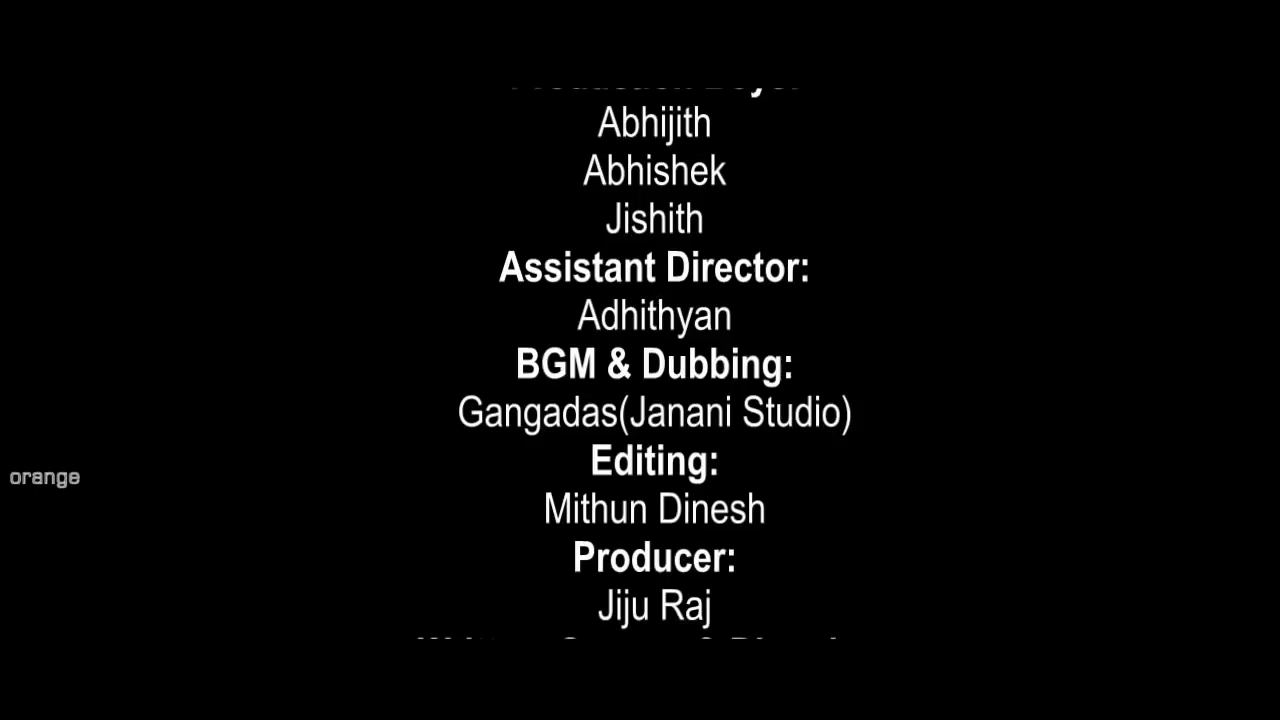 Abhijith
Abhishek
Jishith
Assistant Director:
Adhithyan
BGM & Dubbing:
Gangadas(Janani Studio)
Editing:
orange
Mithun Dinesh
Producer:
Jiju Raj